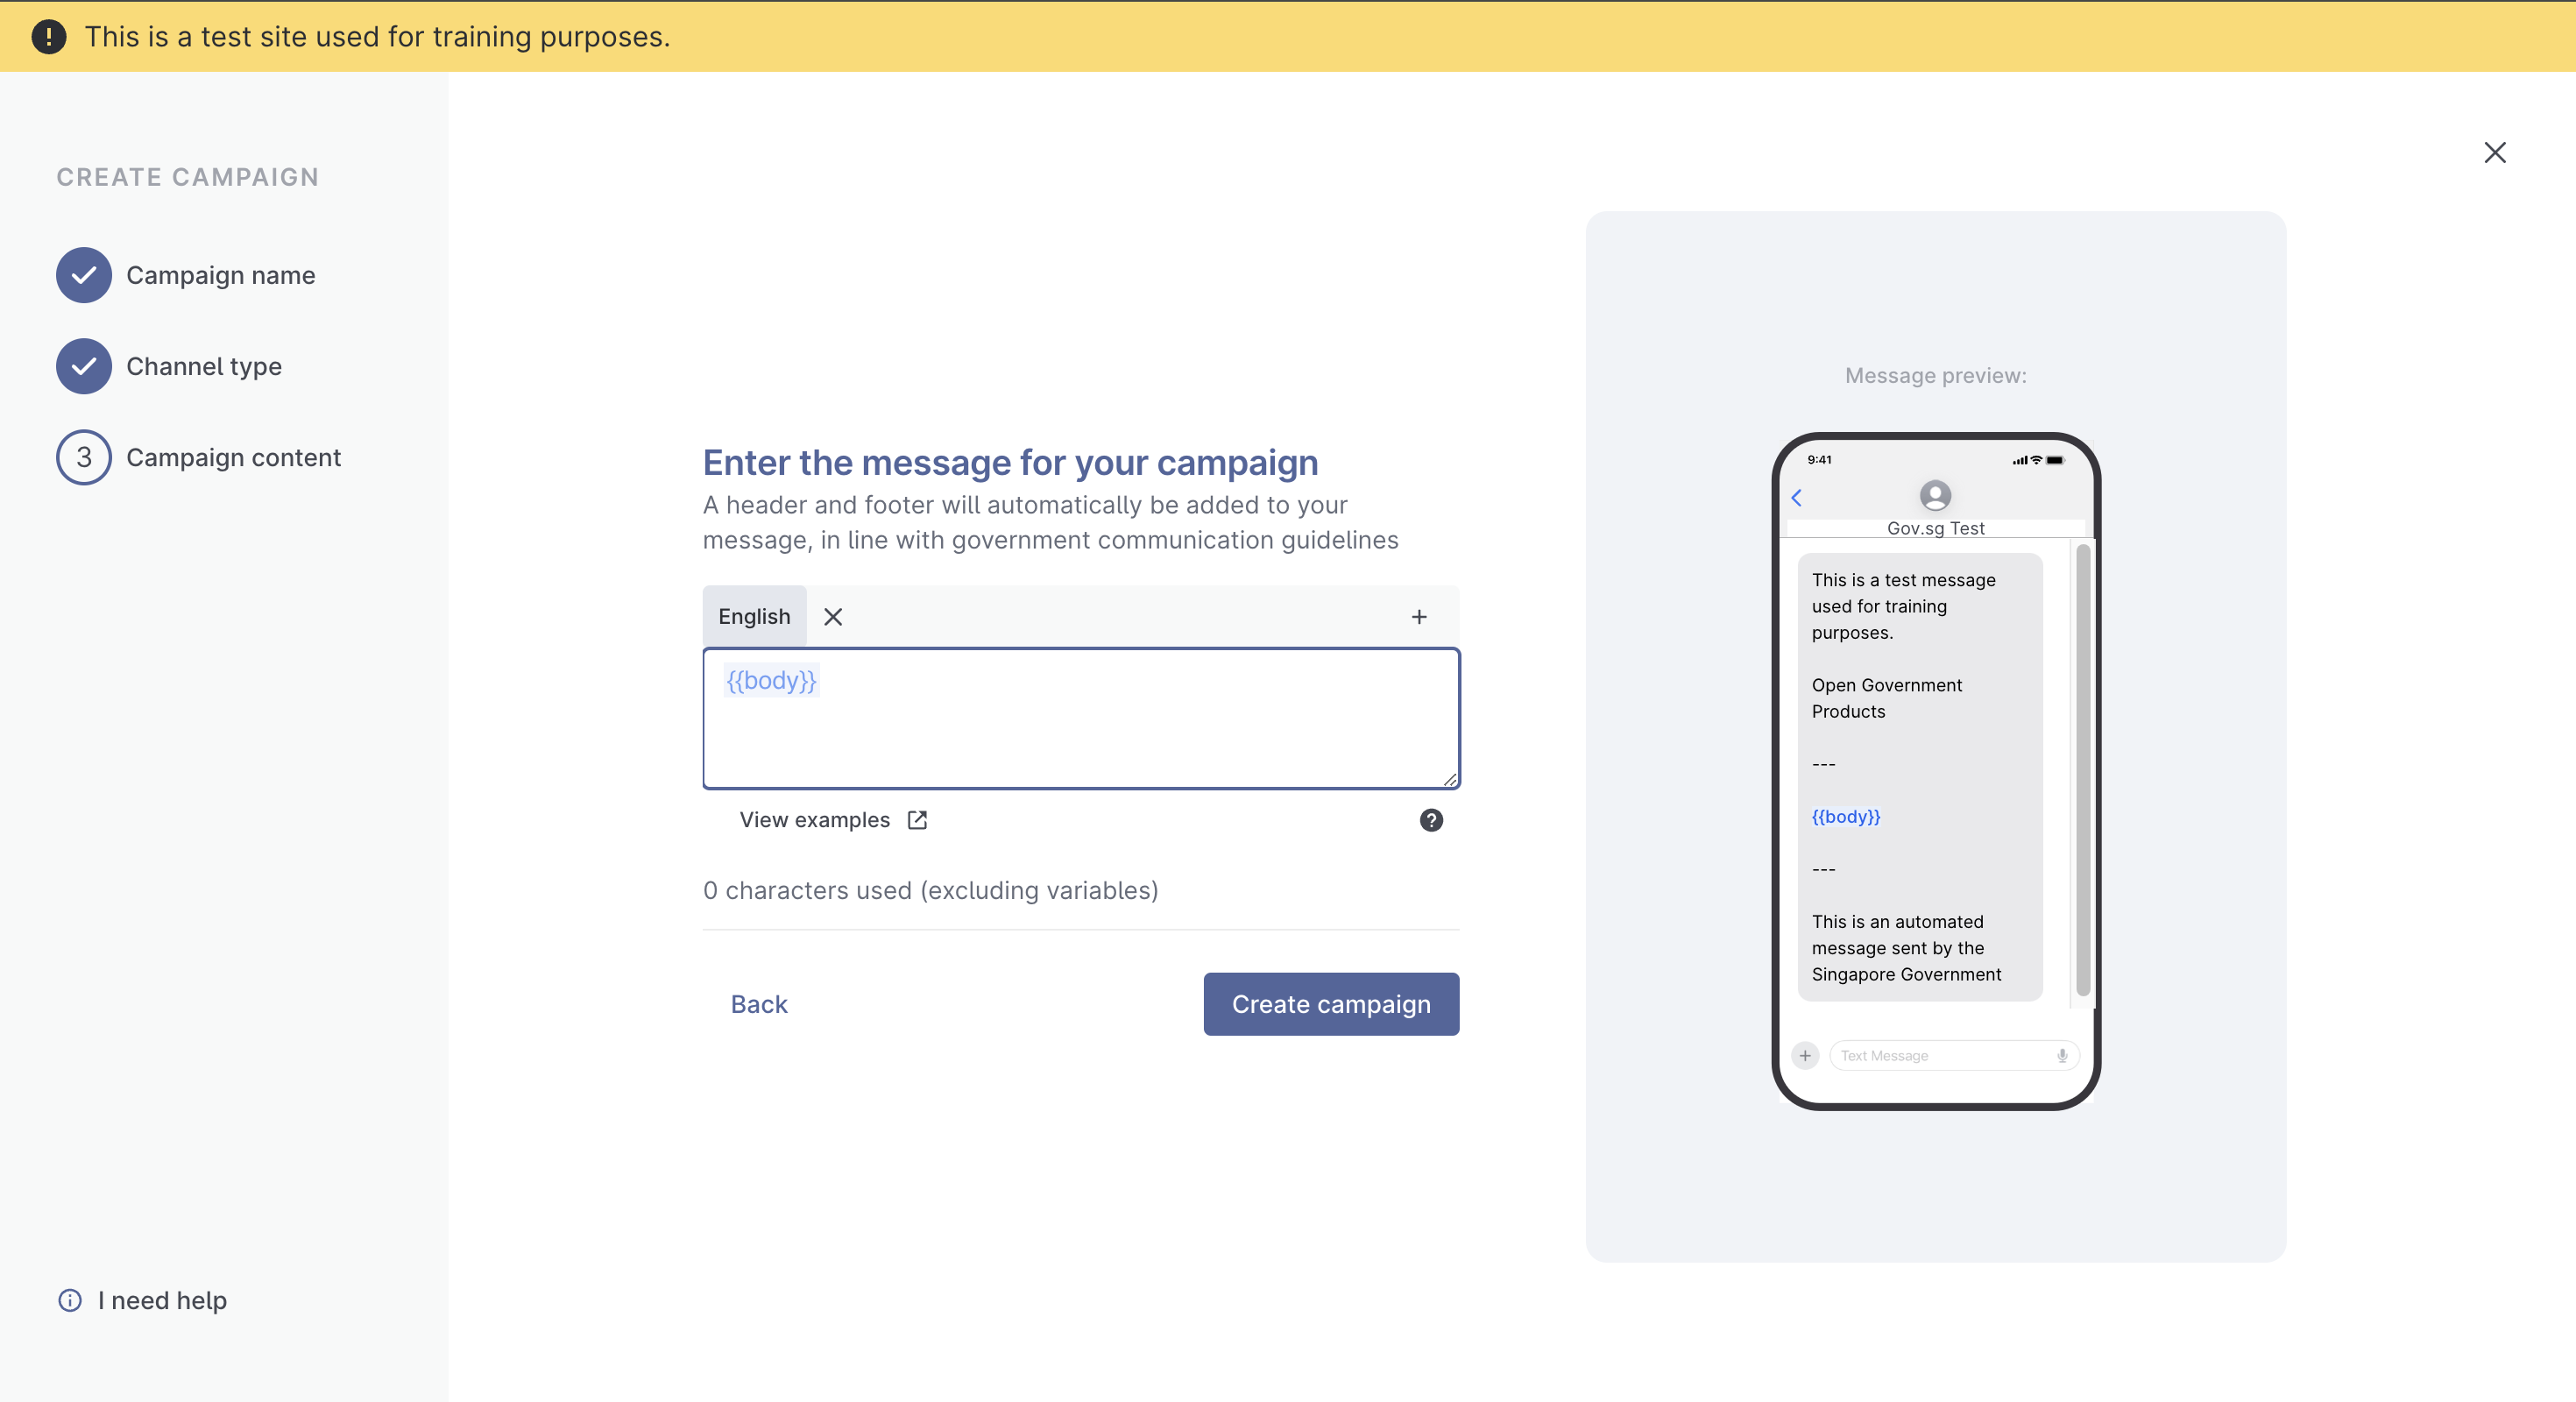 This is a test site used for training purposes.
CREATE CAMPAIGN
Campaign name
Channel type
3 Campaign content
Enter the message for your campaign
A header and footer will automatically be added to your
message, in line with government communication guidelines
English
{{body}}
View examples
0 characters used (excluding variables)
Back
Create campaign
I need help
Message preview:
9:41
Gov.sg Test
This is a test message
used for training
purposes.
Open Government
Products
---
{{body}}
---
This is an automated
message sent by the
Singapore Government
Text Message